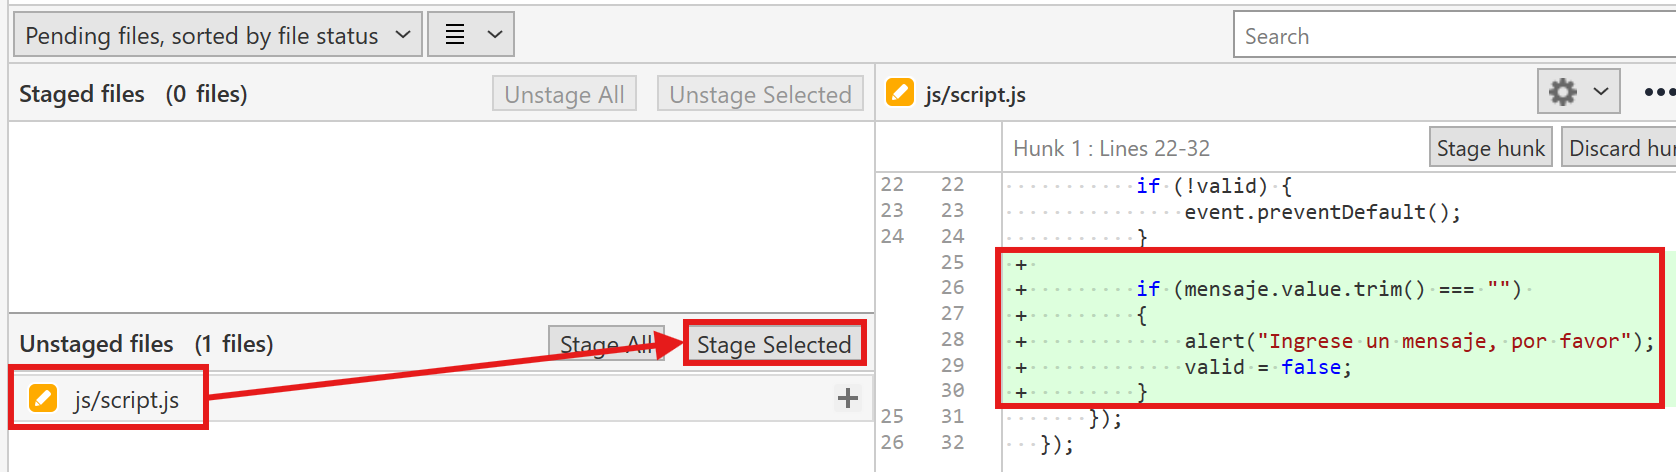 Pending files, sorted by file status
Search
Staged files (0 files) Unstage All Unstage Selected
Unstaged files (1 files) Stage All Stage Selected
js/script.js
js/script.js
Hunk 1 : Lines 22-32 Stage hunk Discard
22 22 if (!valid) {
23 23 event.preventDefault();
24 24 }
25 +
26 + if (mensaje.value.trim() === "")
27 + {
28 + alert("Ingrese un mensaje, por favor");
29 + valid = false;
30 + }
25 31 });
26 32 });